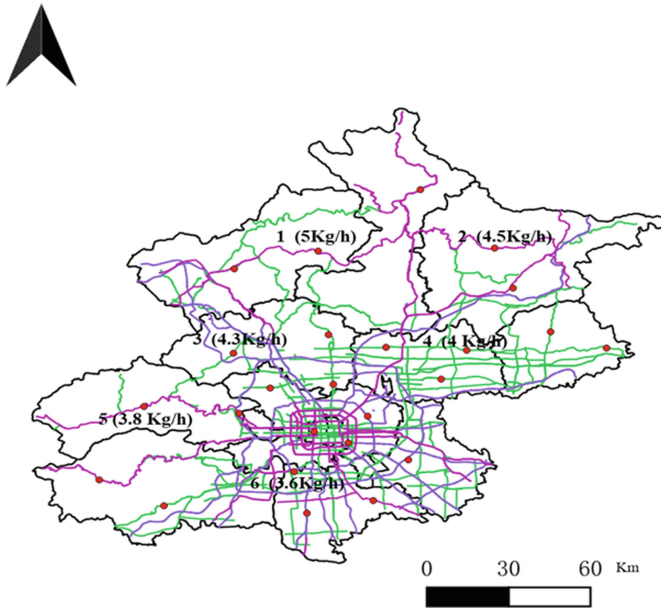 1 (5Kg/h)
2 (4.5Kg/h)
3 (4.3Kg/h)
4 (4 Kg/h)
5 (3.8 Kg/h)
6 (3.6Kg/h)
0 30 60 Km